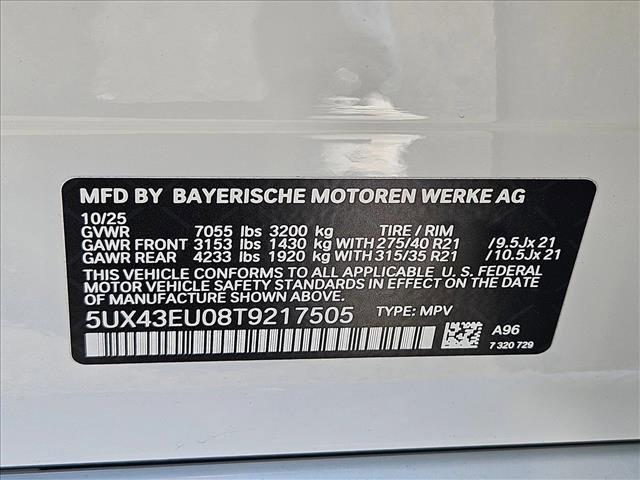 MFD BY BAYERISCHE MOTOREN WERKE AG
10/25
GVWR 7055 lbs 3200 kg TIRE / RIM
GAWR FRONT 3153 lbs 1430 kg WITH 275/40 R21 /9.5Jx21
GAWR REAR 4233 lbs 1920 kg WITH 315/35 R21 /10.5Jx21
THIS VEHICLE CONFORMS TO ALL APPLICABLE U. S. FEDERAL
MOTOR VEHICLE SAFETY STANDARDS IN EFFECT ON THE
DATE OF MANUFACTURE SHOWN ABOVE.
5UX43EU08T9217505 TYPE: MPV
A96
7 320 729